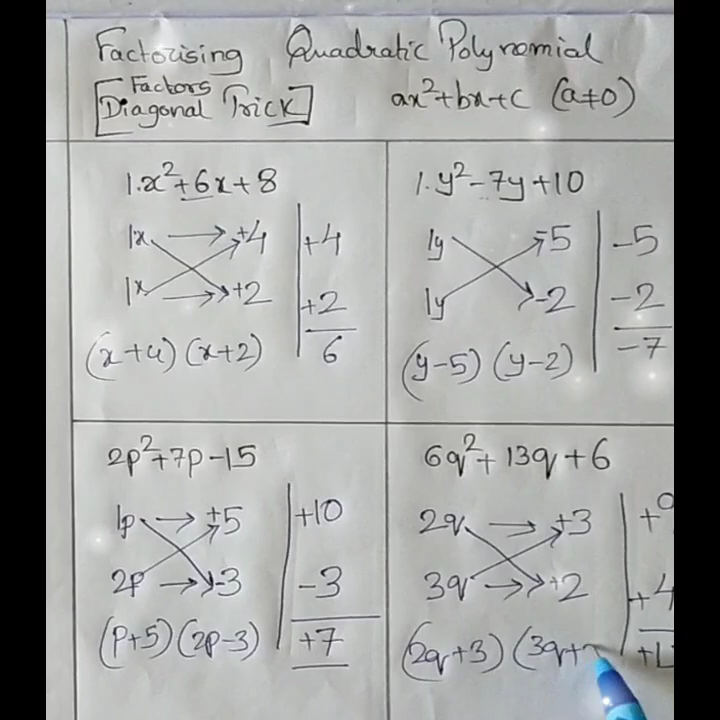 Factorising Quadratic Polynomial
[Factors Diagonal Trick] ax²+bx+c (a≠0)
1.x²+6x+8
1x → +4 | +4
1x → +2 | +2
6
(x+4) (x+2)
1.y²-7y+10
1y -5 | -5
1y -2 | -2
-7
(y-5) (y-2)
2p²+7p-15
1p → +5 | +10
2p → -3 | -3
(p+5) (2p-3) +7
6q²+13q+6
2q → +3 | +9
3q → +2 | +4
(2q+3) (3q+